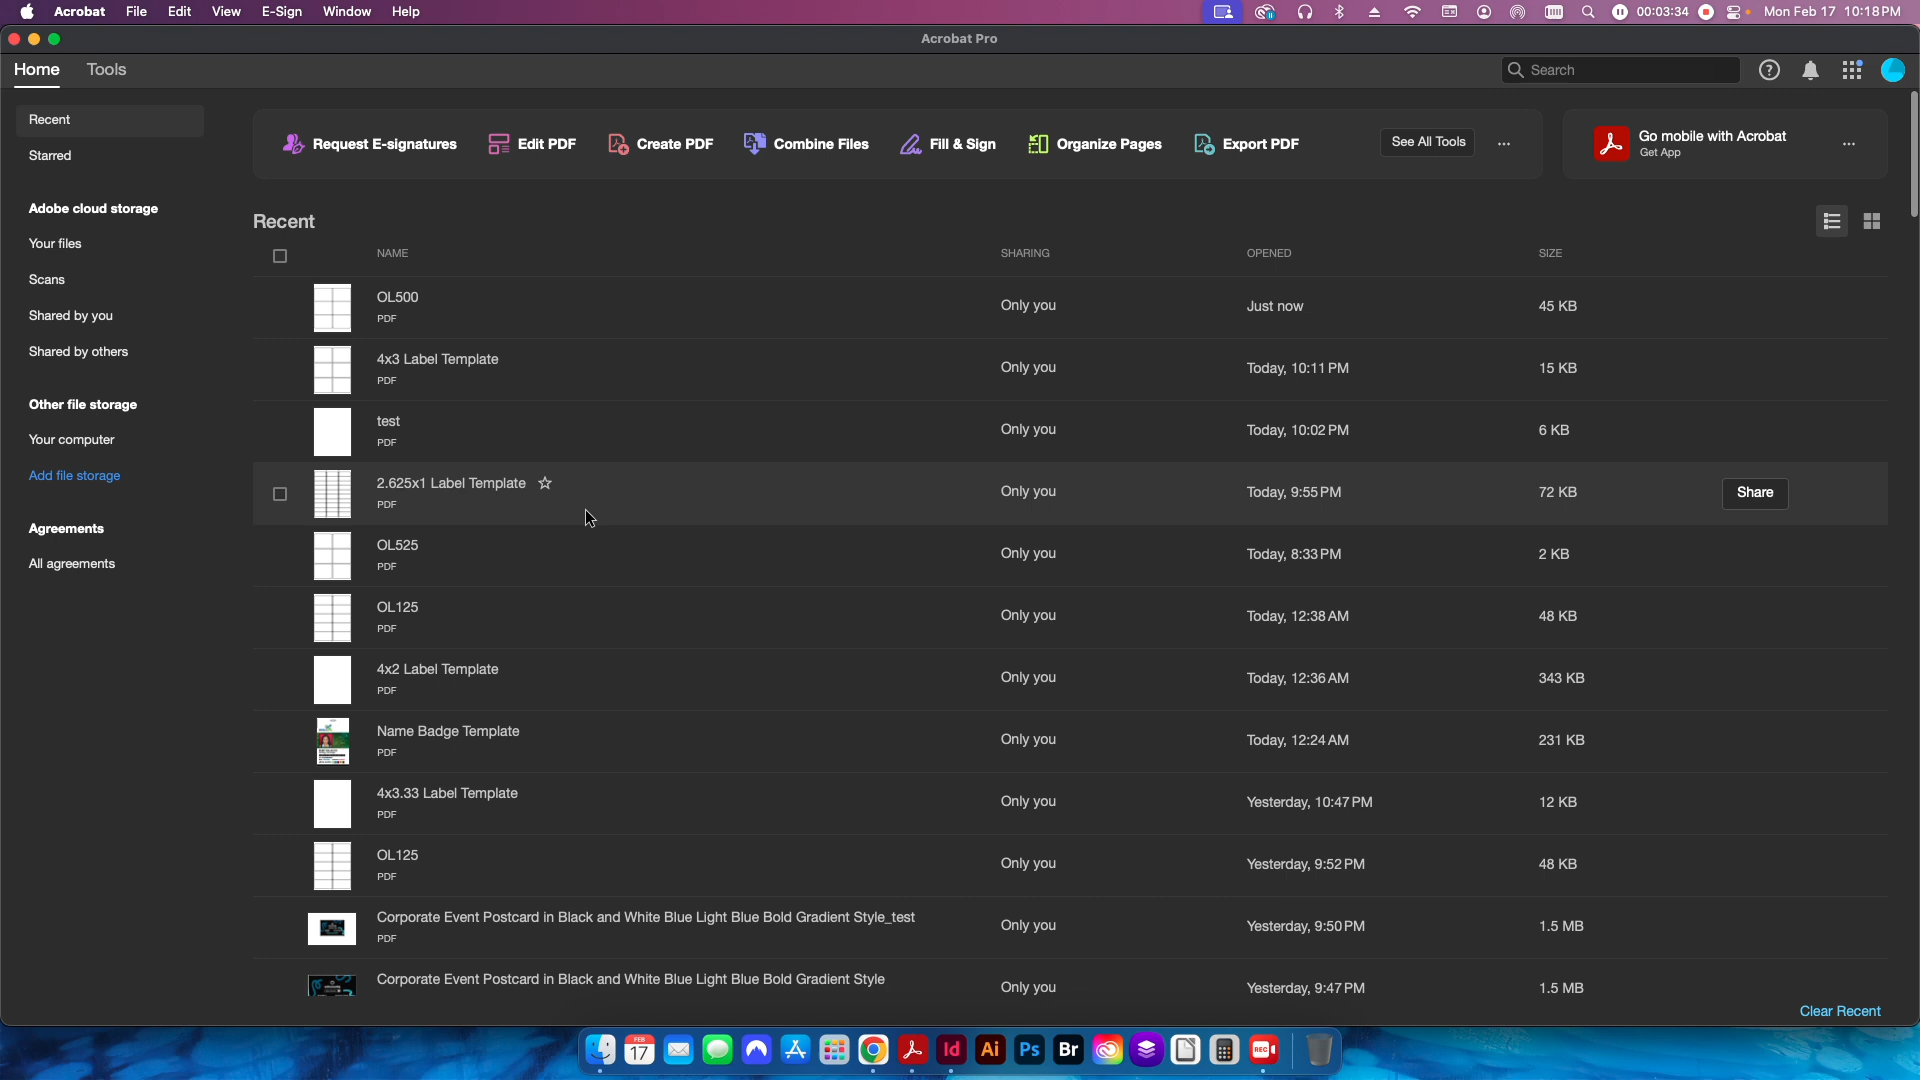 Acrobat File Edit View E-Sign Window Help 00:03:34 Mon Feb 17 10:18 PM
Acrobat Pro
Home Tools Search
Recent
Starred
Adobe cloud storage
Your files
Scans
Shared by you
Shared by others
Other file storage
Your computer
Add file storage
Agreements
All agreements
Request E-signatures Edit PDF Create PDF Combine Files Fill & Sign Organize Pages Export PDF See All Tools
Go mobile with Acrobat
Get App
Recent
NAME SHARING OPENED SIZE
OL500
PDF
Only you Just now 45 KB
4x3 Label Template
PDF
Only you Today, 10:11 PM 15 KB
test
PDF
Only you Today, 10:02 PM 6 KB
2.625x1 Label Template
PDF
Only you Today, 9:55 PM 72 KB Share
OL525
PDF
Only you Today, 8:33 PM 2 KB
OL125
PDF
Only you Today, 12:38 AM 48 KB
4x2 Label Template
PDF
Only you Today, 12:36 AM 343 KB
Name Badge Template
PDF
Only you Today, 12:24 AM 231 KB
4x3.33 Label Template
PDF
Only you Yesterday, 10:47 PM 12 KB
OL125
PDF
Only you Yesterday, 9:52 PM 48 KB
Corporate Event Postcard in Black and White Blue Light Blue Bold Gradient Style_test
PDF
Only you Yesterday, 9:50 PM 1.5 MB
Corporate Event Postcard in Black and White Blue Light Blue Bold Gradient Style
Only you Yesterday, 9:47 PM 1.5 MB
Clear Recent
FEB
17 Id Ai Ps Br REC